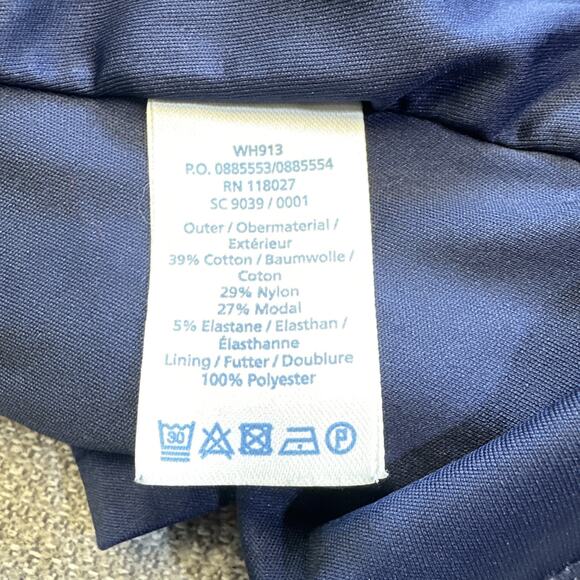 WH913
P.O. 0885553/0885554
RN 118027
SC 9039 / 0001
Outer / Obermaterial /
Extérieur
39% Cotton / Baumwolle /
Coton
29% Nylon
27% Modal
5% Elastane / Elasthan /
Élasthanne
Lining / Futter / Doublure
100% Polyester
30 P